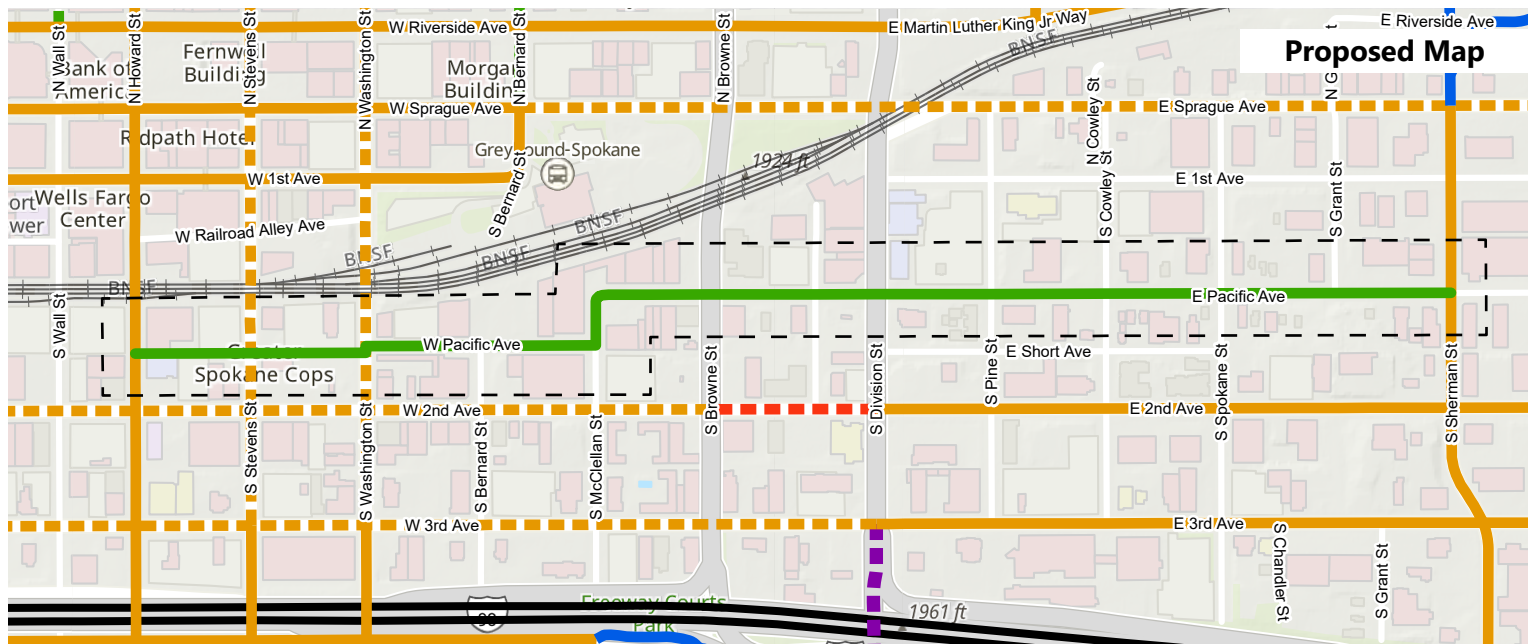 W Riverside Ave
E Martin Luther King Jr Way
E Riverside Ave
Proposed Map
N Wall St
N Howard St
N Stevens St
N Washington St
N Bernard St
N Browne St
BNSF
Fernwell
Building
Bank of
Americ
Morgan
Building
W Sprague Ave
E Sprague Ave
N Cowley St
Ridpath Hotel
Greyhound-Spokane
1924 ft
W 1st Ave
E 1st Ave
Wells Fargo
Center
S Bernard St
S Cowley St
S Grant St
W Railroad Alley Ave
BNSF
BNSF
BNSF
BNSF
E Pacific Ave
W Pacific Ave
Greater
Spokane Cops
S Wall St
E Short Ave
S Browne St
S Division St
S Pine St
S Spokane St
S Sherman St
W 2nd Ave
E 2nd Ave
S Stevens St
S Washington St
S Bernard St
S McClellan St
W 3rd Ave
E 3rd Ave
S Chandler St
S Grant St
Freeway Courts
Park
1961 ft